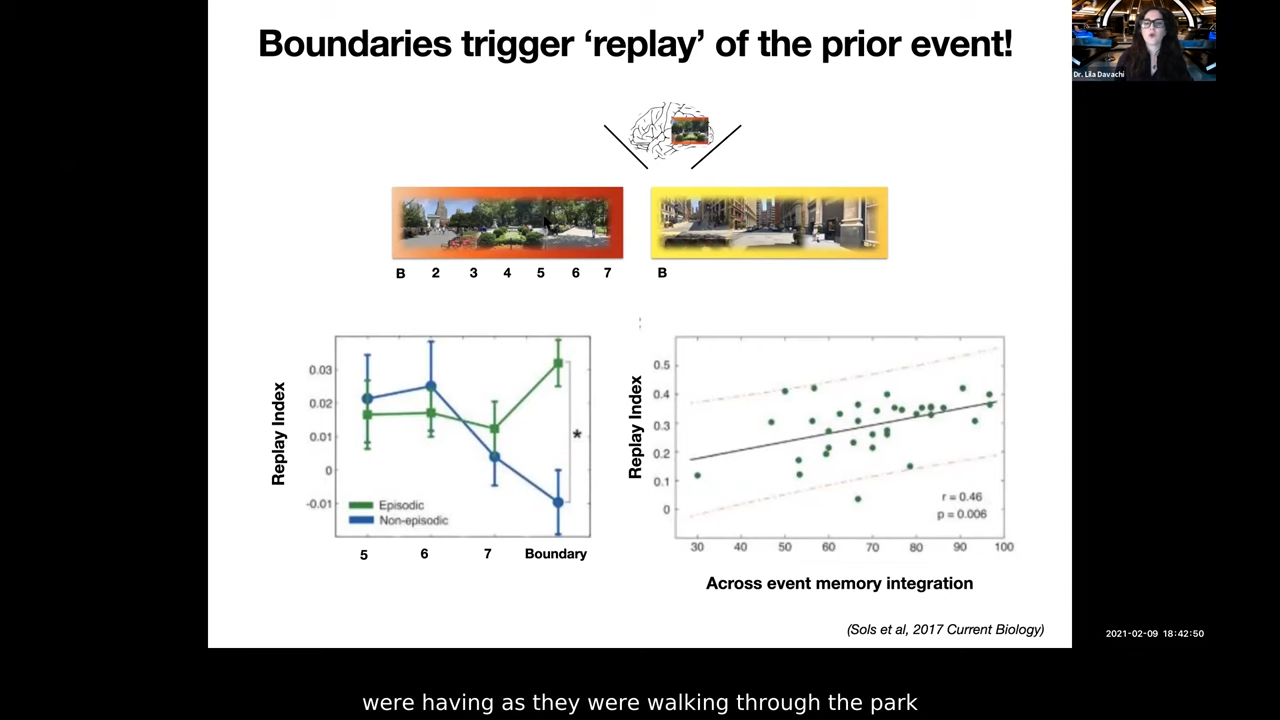 Boundaries trigger ‘replay’ of the prior event!
Dr. Lila Davachi
B 2 3 4 5 6 7
B
Replay Index
0.03
0.02
0.01
0
-0.01
Episodic
Non-episodic
*
5 6 7 Boundary
Replay Index
0.5
0.4
0.3
0.2
0.1
0
r = 0.46
p = 0.006
30 40 50 60 70 80 90 100
Across event memory integration
(Sols et al, 2017 Current Biology)
2021-02-09 18:42:50
were having as they were walking through the park